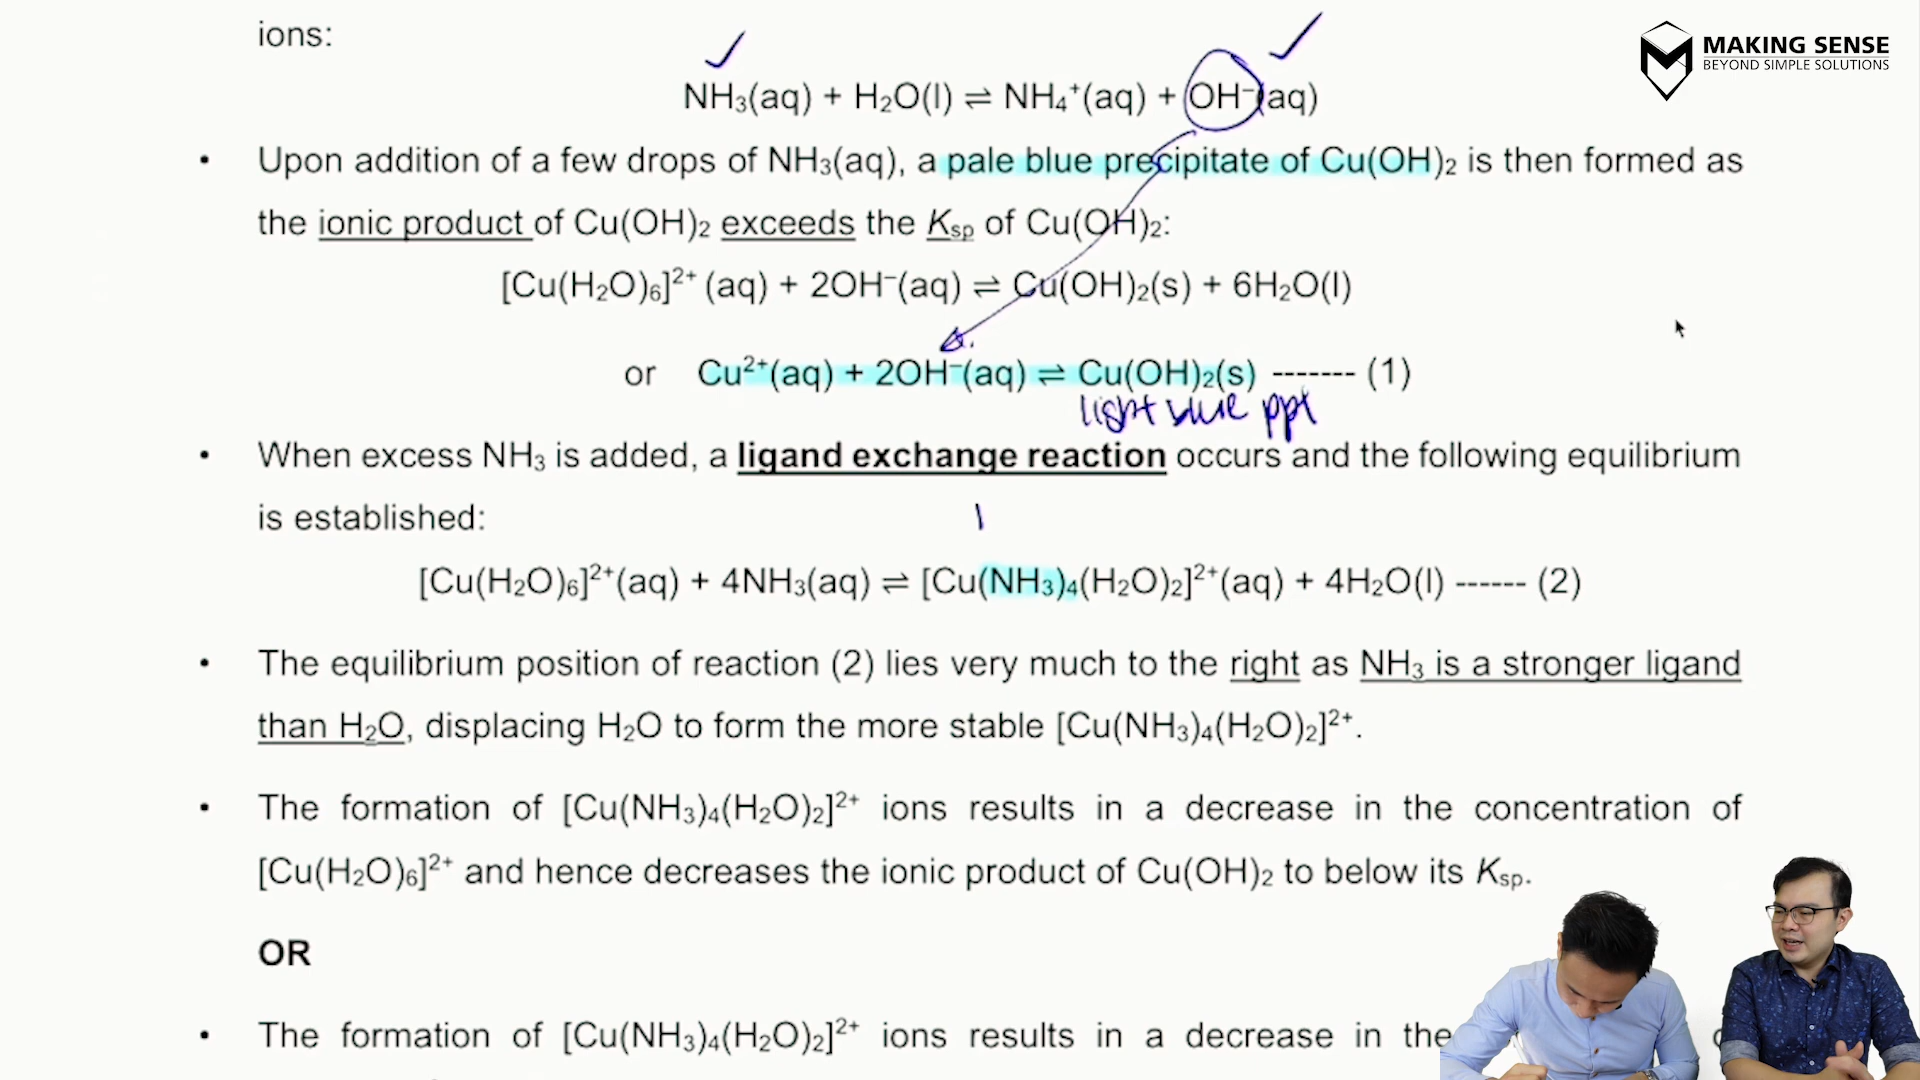 ions:
MAKING SENSE
BEYOND SIMPLE SOLUTIONS
NH₃(aq) + H₂O(l) ⇌ NH₄⁺(aq) + OH⁻(aq)
• Upon addition of a few drops of NH₃(aq), a pale blue precipitate of Cu(OH)₂ is then formed as
the ionic product of Cu(OH)₂ exceeds the Ksp of Cu(OH)₂:
[Cu(H₂O)₆]²⁺ (aq) + 2OH⁻(aq) ⇌ Cu(OH)₂(s) + 6H₂O(l)
or Cu²⁺(aq) + 2OH⁻(aq) ⇌ Cu(OH)₂(s) ------- (1)
light blue ppt
• When excess NH₃ is added, a ligand exchange reaction occurs and the following equilibrium
is established:
[Cu(H₂O)₆]²⁺(aq) + 4NH₃(aq) ⇌ [Cu(NH₃)₄(H₂O)₂]²⁺(aq) + 4H₂O(l) ------ (2)
• The equilibrium position of reaction (2) lies very much to the right as NH₃ is a stronger ligand
than H₂O, displacing H₂O to form the more stable [Cu(NH₃)₄(H₂O)₂]²⁺.
• The formation of [Cu(NH₃)₄(H₂O)₂]²⁺ ions results in a decrease in the concentration of
[Cu(H₂O)₆]²⁺ and hence decreases the ionic product of Cu(OH)₂ to below its Ksp.
OR
• The formation of [Cu(NH₃)₄(H₂O)₂]²⁺ ions results in a decrease in the